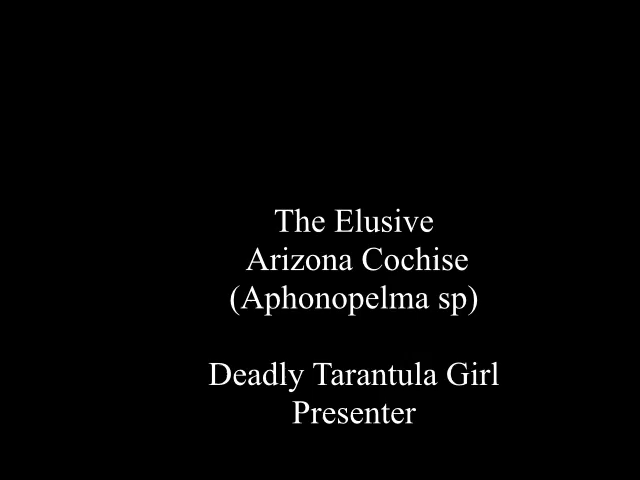 The Elusive
Arizona Cochise
(Aphonopelma sp)
Deadly Tarantula Girl
Presenter